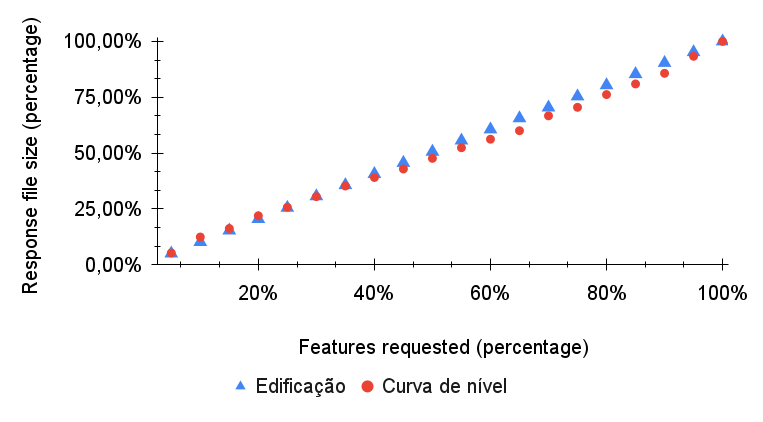 Response file size (percentage)
100,00%
75,00%
50,00%
25,00%
0,00%
20% 40% 60% 80% 100%
Features requested (percentage)
Edificação Curva de nível